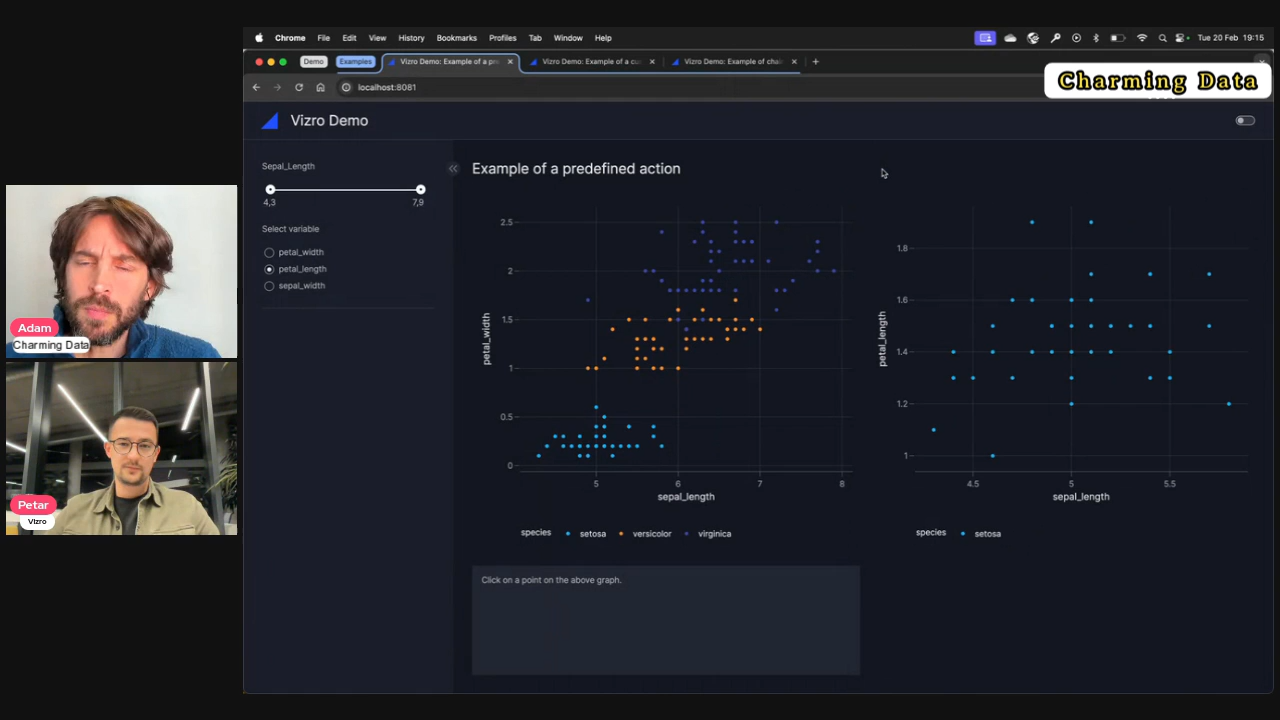 Chrome File Edit View History Bookmarks Profiles Tab Window Help
Tue 20 Feb 19:15
Demo Examples Vizro Demo: Example of a pre Vizro Demo: Example of a cu Vizro Demo: Example of chai
localhost:8081
Charming Data
Vizro Demo
Sepal_Length
4,3 7,9
Select variable
petal_width
petal_length
sepal_width
Example of a predefined action
2.5
2
1.5
1
0.5
0
petal_width
5 6 7 8
sepal_length
species setosa versicolor virginica
1.8
1.6
1.4
1.2
1
petal_length
4.5 5 5.5
sepal_length
species setosa
Click on a point on the above graph.
Adam
Charming Data
Petar
Vizro